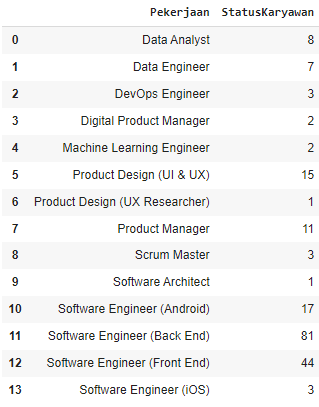 Pekerjaan StatusKaryawan
0 Data Analyst 8
1 Data Engineer 7
2 DevOps Engineer 3
3 Digital Product Manager 2
4 Machine Learning Engineer 2
5 Product Design (UI & UX) 15
6 Product Design (UX Researcher) 1
7 Product Manager 11
8 Scrum Master 3
9 Software Architect 1
10 Software Engineer (Android) 17
11 Software Engineer (Back End) 81
12 Software Engineer (Front End) 44
13 Software Engineer (iOS) 3